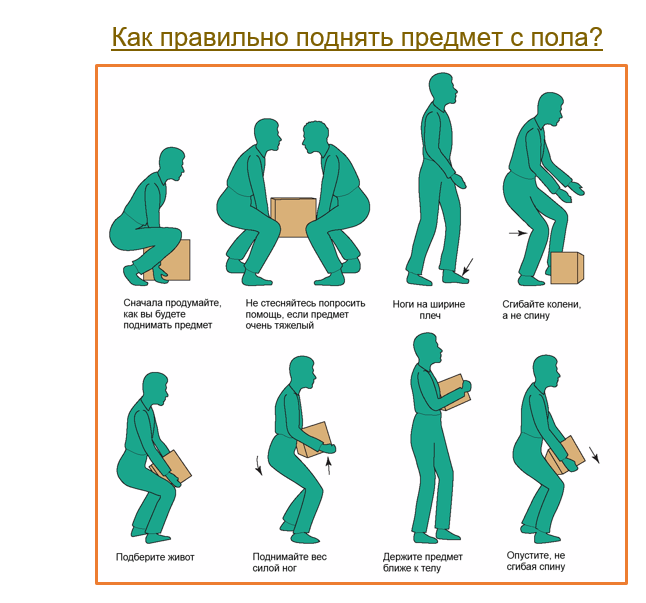 Как правильно поднять предмет с пола?
Сначала продумайте,
как вы будете
поднимать предмет
Не стесняйтесь попросить
помощь, если предмет
очень тяжелый
Ноги на ширине
плеч
Сгибайте колени,
а не спину
Подберите живот
Поднимайте вес
силой ног
Держите предмет
ближе к телу
Опустите, не
сгибая спину